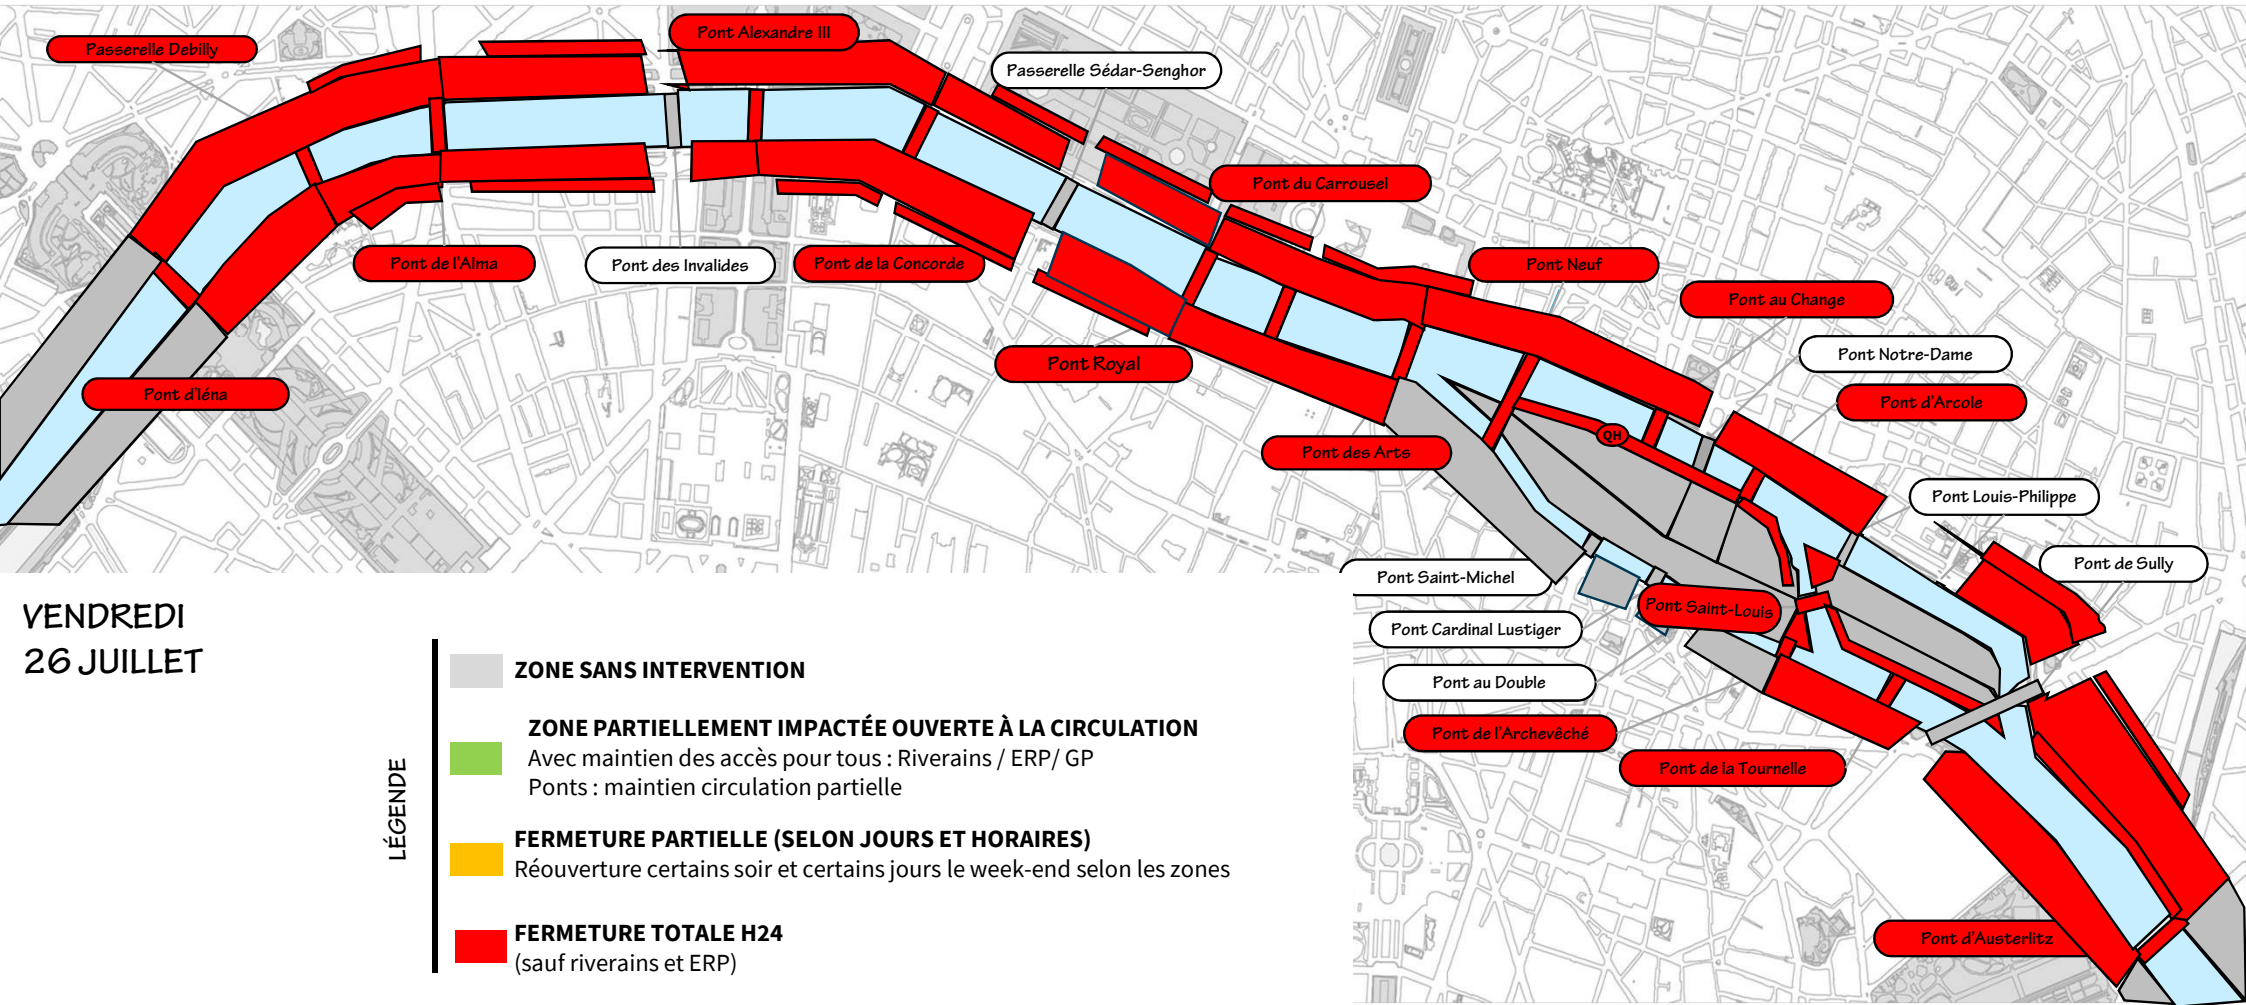 Passerelle Debilly
Pont Alexandre III
Passerelle Sédar-Senghor
Pont du Carrousel
Pont de l'Alma
Pont des Invalides
Pont de la Concorde
Pont Neuf
Pont au Change
Pont Notre-Dame
Pont Royal
Pont d'Iéna
Pont d'Arcole
QH
Pont des Arts
Pont Louis-Philippe
Pont de Sully
Pont Saint-Michel
Pont Saint-Louis
Pont Cardinal Lustiger
Pont au Double
Pont de l'Archevêché
Pont de la Tournelle
Pont d'Austerlitz
VENDREDI
26 JUILLET
LÉGENDE
ZONE SANS INTERVENTION
ZONE PARTIELLEMENT IMPACTÉE OUVERTE À LA CIRCULATION
Avec maintien des accès pour tous : Riverains / ERP/ GP
Ponts : maintien circulation partielle
FERMETURE PARTIELLE (SELON JOURS ET HORAIRES)
Réouverture certains soir et certains jours le week-end selon les zones
FERMETURE TOTALE H24
(sauf riverains et ERP)